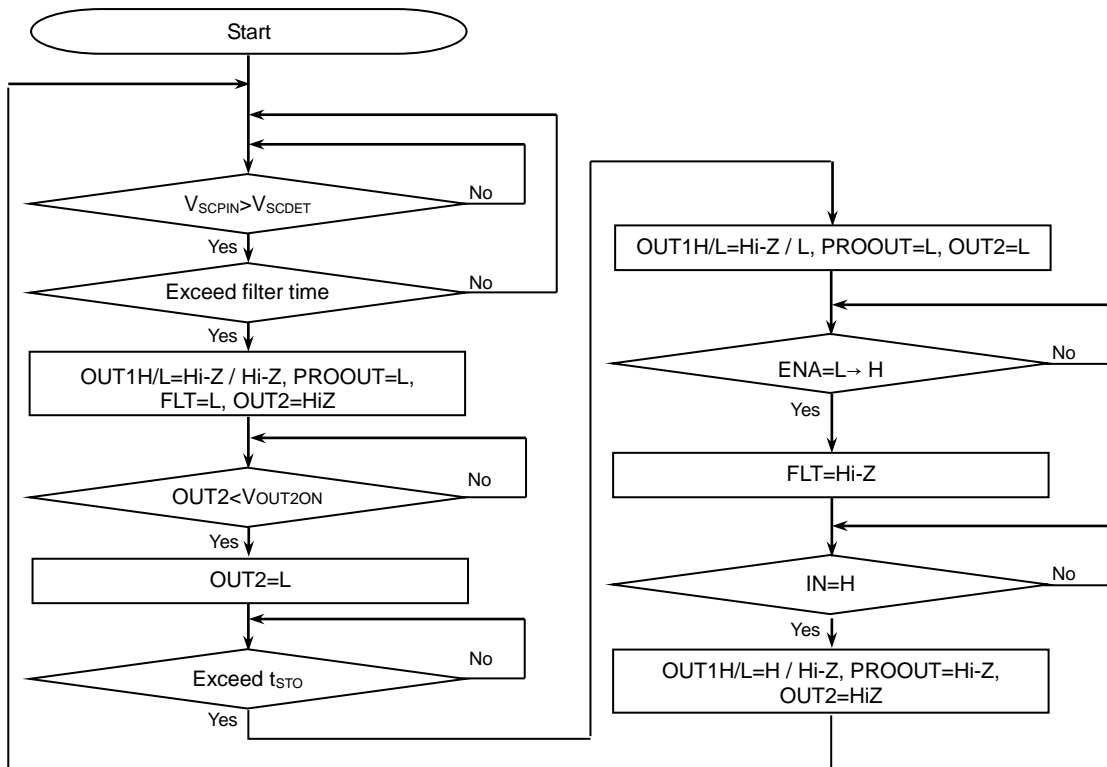 Start
V_SCPIN>V_SCDET
No
Yes
Exceed filter time
No
Yes
OUT1H/L=Hi-Z / Hi-Z, PROOUT=L,
FLT=L, OUT2=HiZ
OUT2<VOUT2ON
No
Yes
OUT2=L
Exceed tSTO
No
Yes
OUT1H/L=Hi-Z / L, PROOUT=L, OUT2=L
ENA=L→ H
No
Yes
FLT=Hi-Z
IN=H
No
Yes
OUT1H/L=H / Hi-Z, PROOUT=Hi-Z,
OUT2=HiZ